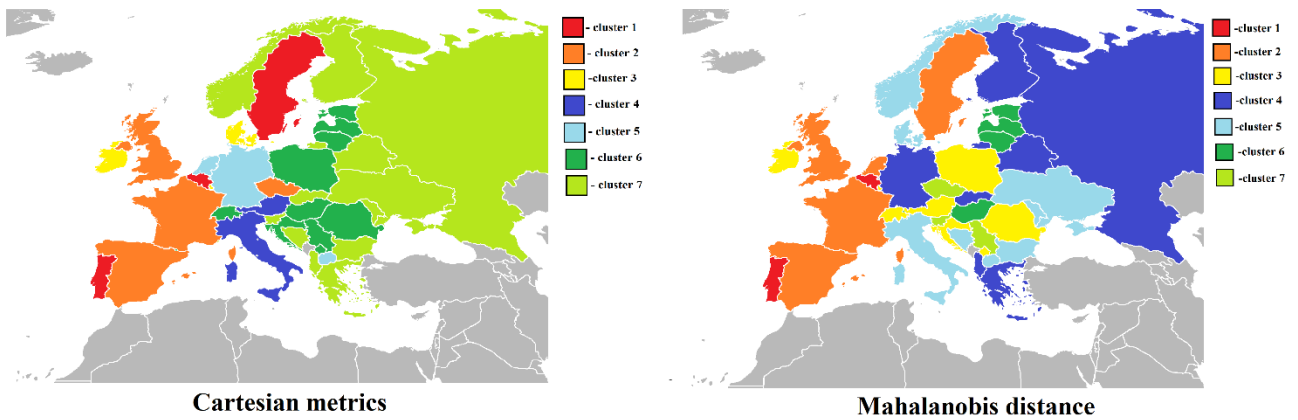 - cluster 1
- cluster 2
- cluster 3
- cluster 4
- cluster 5
- cluster 6
- cluster 7
Cartesian metrics
-cluster 1
-cluster 2
-cluster 3
-cluster 4
-cluster 5
-cluster 6
-cluster 7
Mahalanobis distance